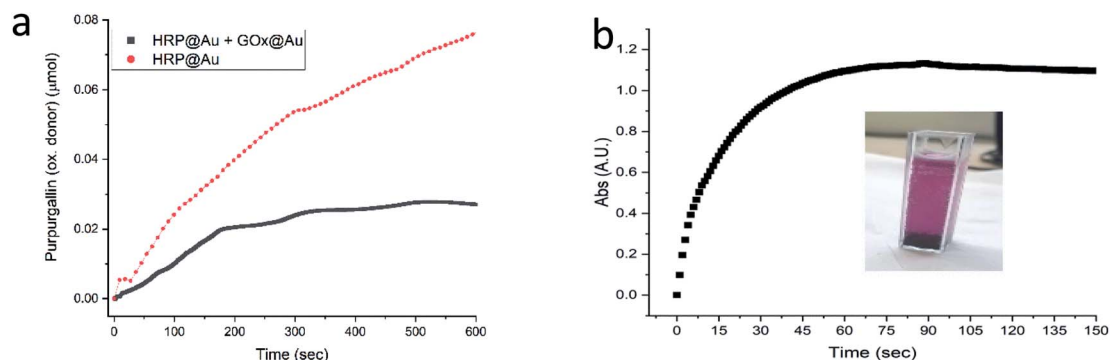 a
HRP@Au + GOx@Au
HRP@Au
Purpurgallin (ox. donor) (μmol)
0.08
0.06
0.04
0.02
0.00
0 100 200 300 400 500 600
Time (sec)
b
Abs (A.U.)
1.2
1.0
0.8
0.6
0.4
0.2
0.0
0 15 30 45 60 75 90 105 120 135 150
Time (sec)